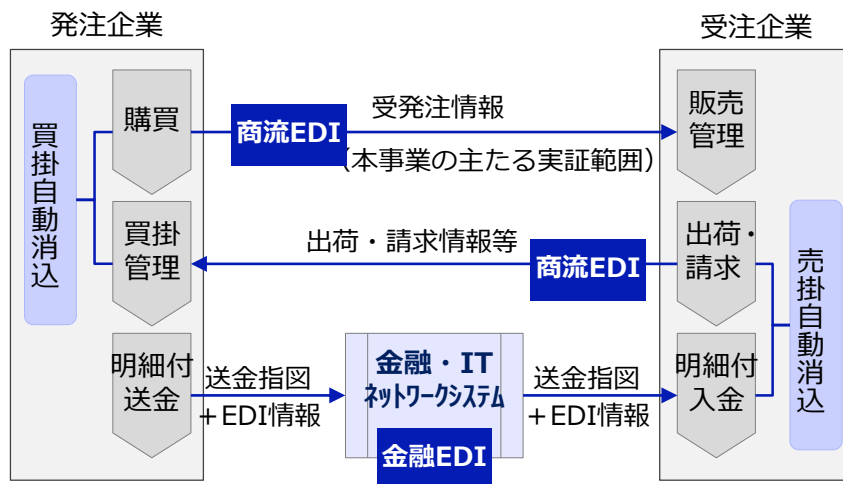 発注企業
受注企業
購買
商流EDI
受発注情報
(本事業の主たる実証範囲)
販売
管理
買掛自動消込
買掛
管理
出荷・請求情報等
商流EDI
出荷・
請求
売掛自動消込
明細付
送金
送金指図
+EDI情報
金融・IT
ネットワークシステム
金融EDI
送金指図
+EDI情報
明細付
入金